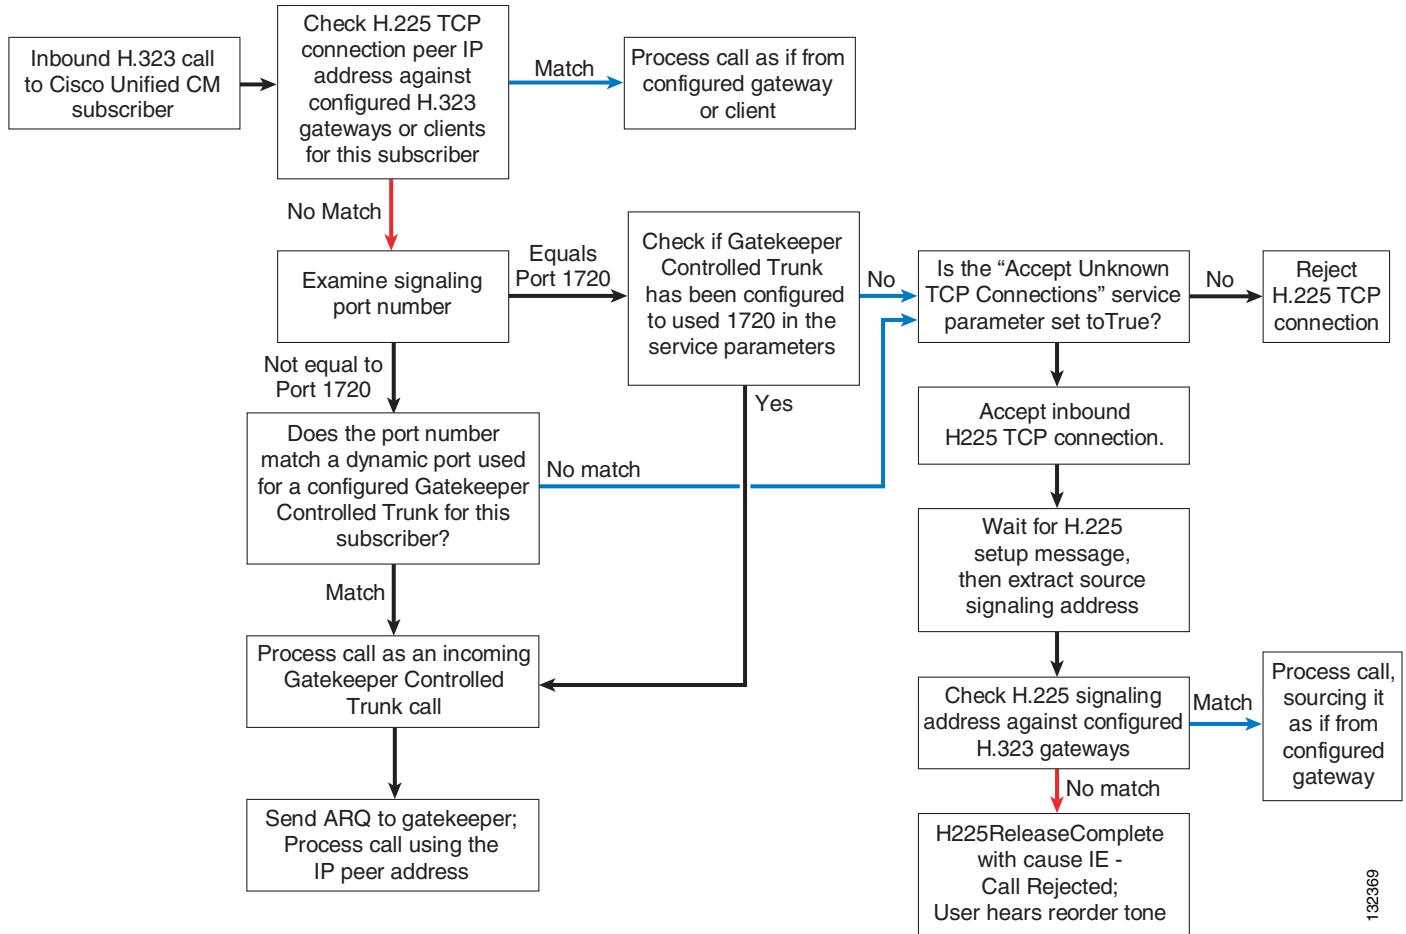 Inbound H.323 call
to Cisco Unified CM
subscriber
Check H.225 TCP
connection peer IP
address against
configured H.323
gateways or clients
for this subscriber
Match
Process call as if from
configured gateway
or client
No Match
Examine signaling
port number
Equals
Port 1720
Check if Gatekeeper
Controlled Trunk
has been configured
to used 1720 in the
service parameters
No
Is the “Accept Unknown
TCP Connections” service
parameter set toTrue?
No
Reject
H.225 TCP
connection
Not equal to
Port 1720
Yes
Does the port number
match a dynamic port used
for a configured Gatekeeper
Controlled Trunk for this
subscriber?
No match
Accept inbound
H225 TCP connection.
Wait for H.225
setup message,
then extract source
signaling address
Match
Process call as an incoming
Gatekeeper Controlled
Trunk call
Check H.225 signaling
address against configured
H.323 gateways
Match
Process call,
sourcing it
as if from
configured
gateway
No match
Send ARQ to gatekeeper;
Process call using the
IP peer address
H225ReleaseComplete
with cause IE -
Call Rejected;
User hears reorder tone
132369